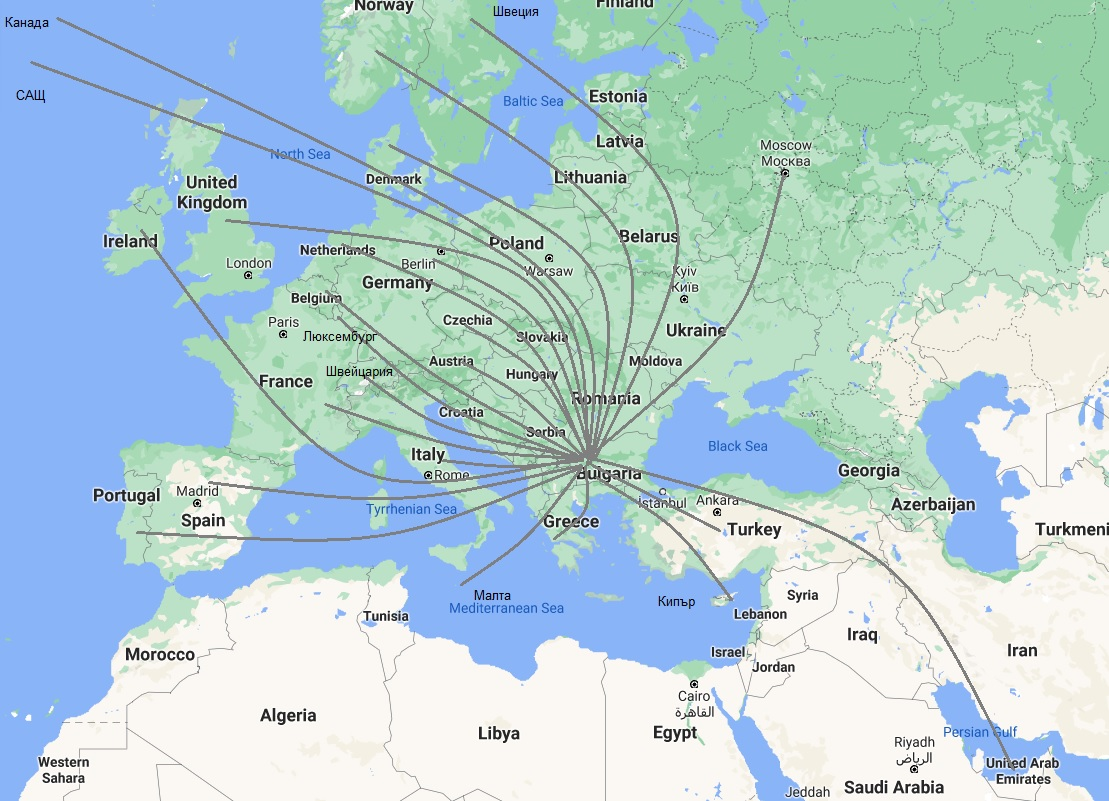 Norway
Швеция
Finland
Канада
САЩ
Baltic Sea
Estonia
Latvia
Moscow
Москва
North Sea
Denmark
Lithuania
United
Kingdom
Ireland
Netherlands
Poland
Belarus
London
Berlin
Warsaw
Kyiv
Київ
Germany
Belgium
Paris
Люксембург
Czechia
Slovakia
Ukraine
Austria
Moldova
Швейцария
Hungary
France
Romania
Croatia
Serbia
Black Sea
Italy
Rome
Bulgaria
Georgia
Portugal
Madrid
Spain
Tyrrhenian Sea
İstanbul
Ankara
Azerbaijan
Greece
Turkey
Turkmeni
Малта
Mediterranean Sea
Кипър
Syria
Lebanon
Tunisia
Iraq
Iran
Morocco
Israel
Jordan
Cairo
القاهرة
Algeria
Libya
Egypt
Persian Gulf
Riyadh
الرياض
Western
Sahara
United Arab
Emirates
Saudi Arabia
Jeddah